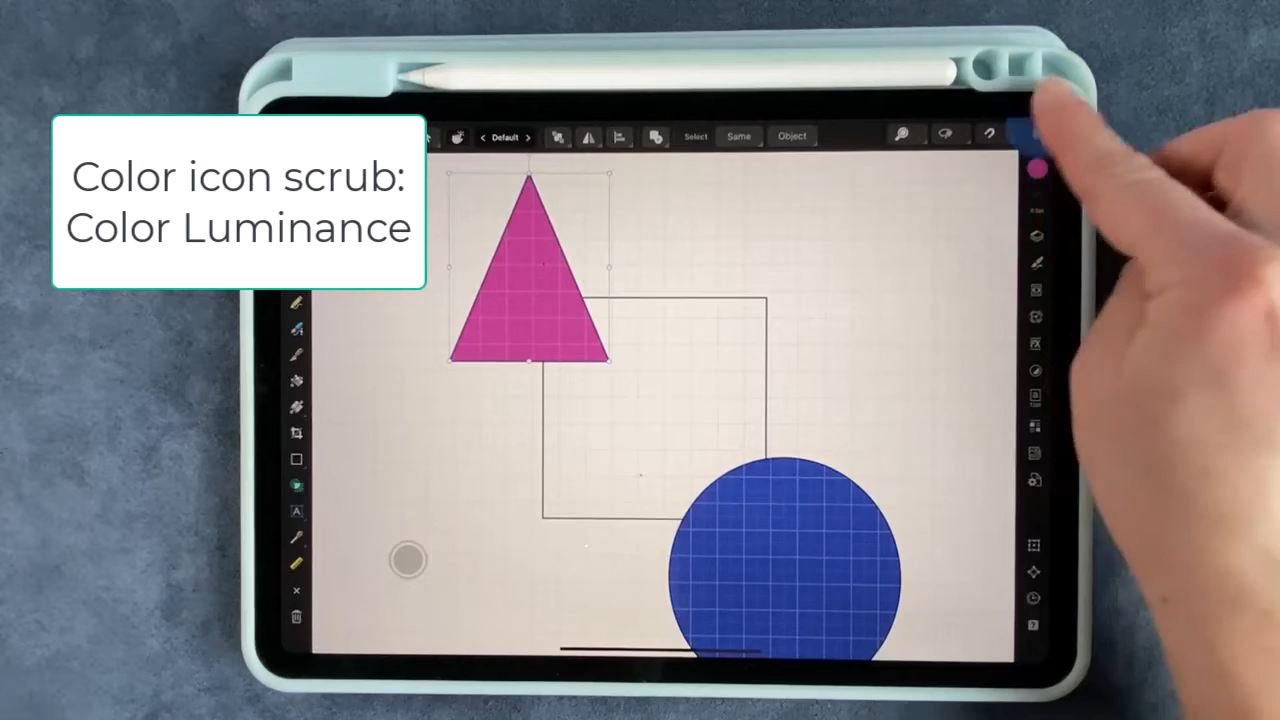 Color icon scrub:
Color Luminance
Default
Select
Same
Object